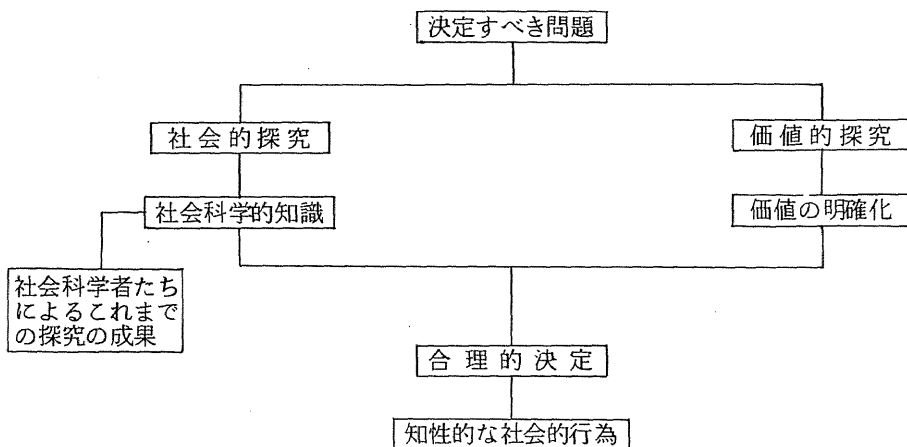 決定すべき問題
社会的探究
価値的探究
社会科学的知識
価値の明確化
社会科学者たち
によるこれまで
の探究の成果
合理的決定
知性的な社会的行為